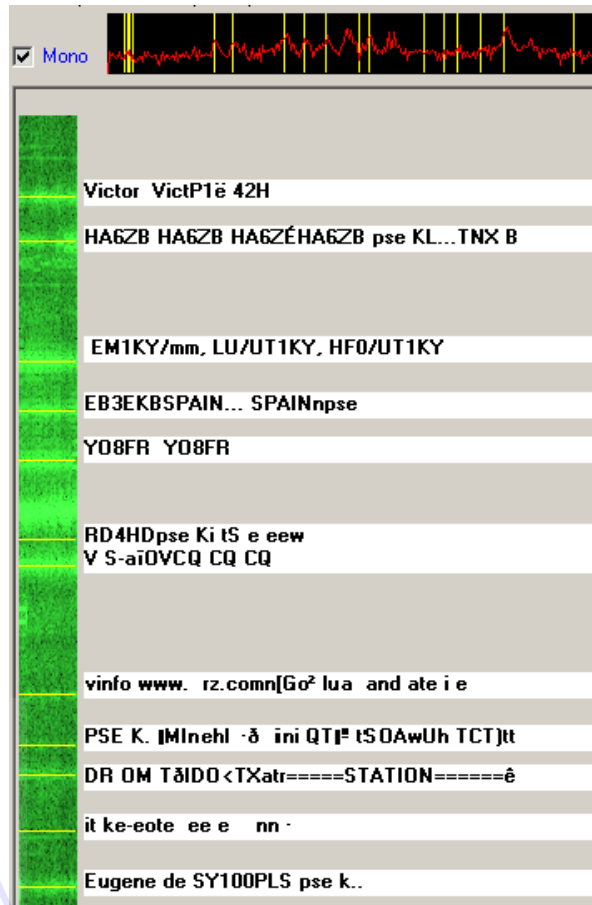 Mono
Victor VictP1ë 42H
HA6ZB HA6ZB HA6ZÉHA6ZB pse KL...TNX B
EM1KY/mm, LU/UT1KY, HF0/UT1KY
EB3EKBSPAIN... SPAINnpse
YO8FR YO8FR
RD4HDpse Ki tS e eew
V S-aïOVCQ CQ CQ
vinfo www. rz.comn[Go² lua and ate i e
PSE K. ini tSOAwUh TCT)tt
DR OM TðIDO<TXatr=====STATION======ê
it ke-eote ee e nn ·
Eugene de SY100PLS pse k..